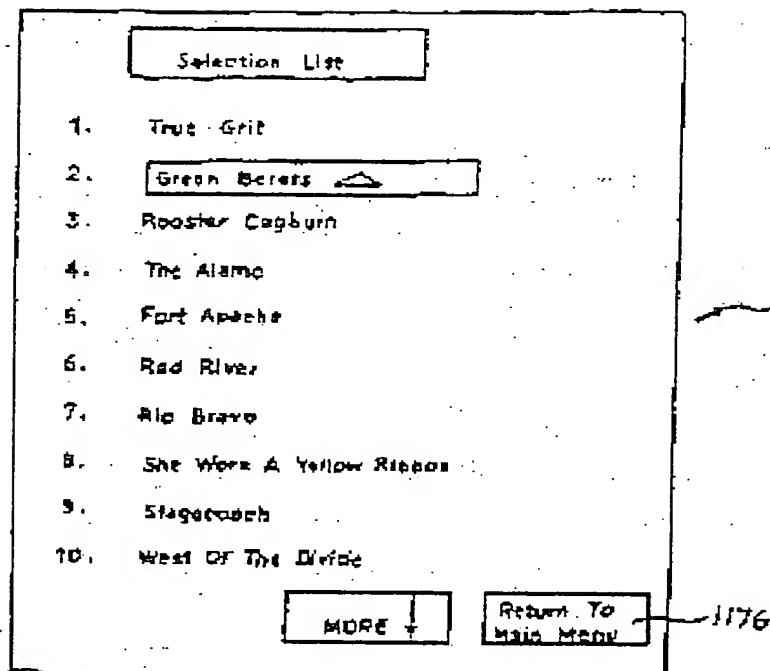 Selection List
1. True Grit
2. Green Berets
3. Rooster Cogburn
4. The Alamo
5. Fort Apache
6. Red River
7. Rio Bravo
8. She Wore A Yellow Ribbon
9. Stagecoach
10. West Of The Divide
MORE
Return To
Main Menu
1176